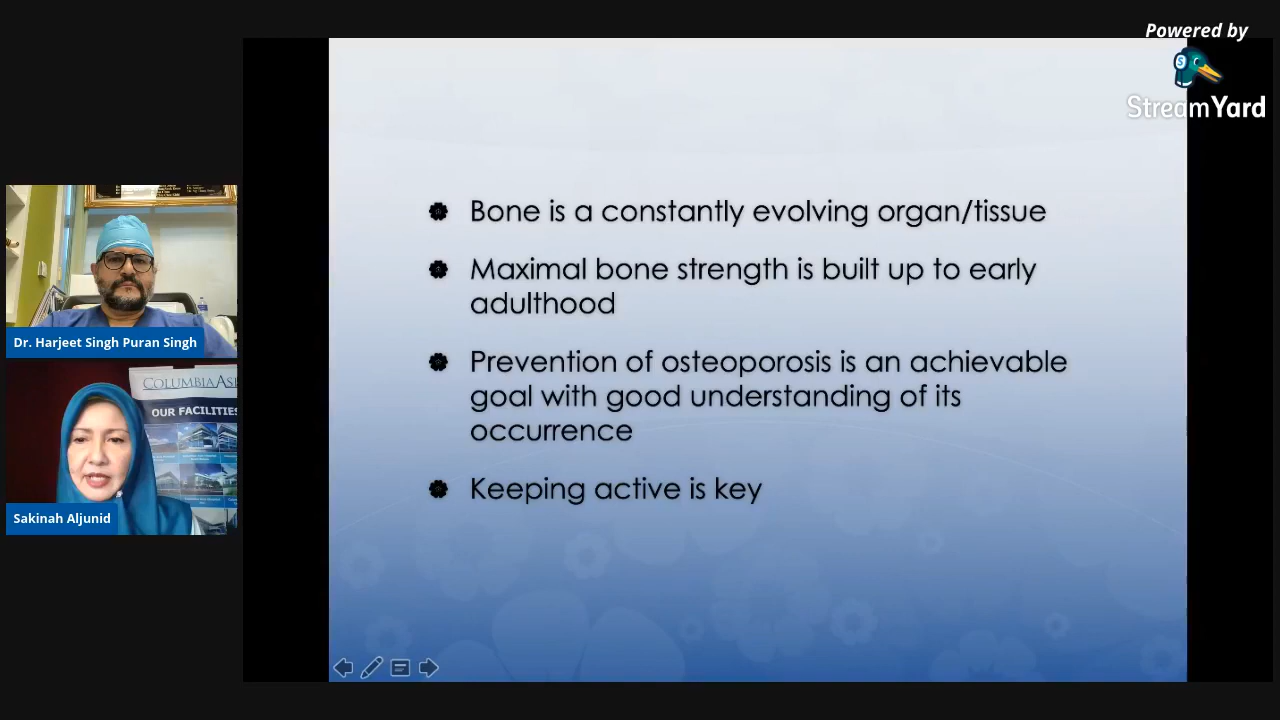 Powered by
StreamYard
Bone is a constantly evolving organ/tissue
Maximal bone strength is built up to early
adulthood
Prevention of osteoporosis is an achievable
goal with good understanding of its
occurrence
Keeping active is key
Dr. Harjeet Singh Puran Singh
COLUMBIA AS
OUR FACILITIES
Sakinah Aljunid